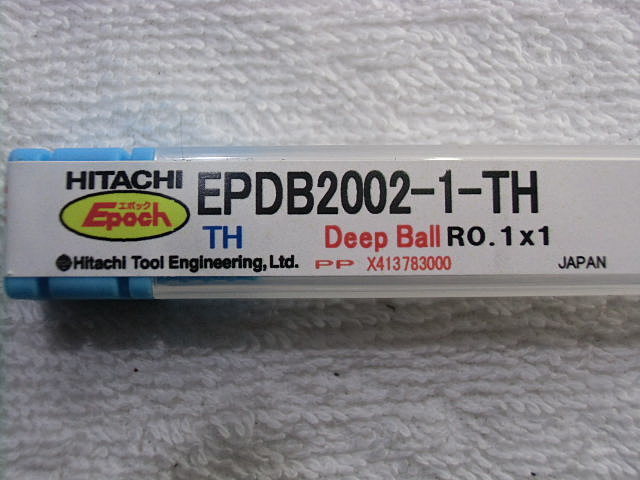 HITACHI
エポック
Epoch
EPDB2002-1-TH
TH Deep Ball R0.1x1
Hitachi Tool Engineering,Ltd. PP X413783000 JAPAN